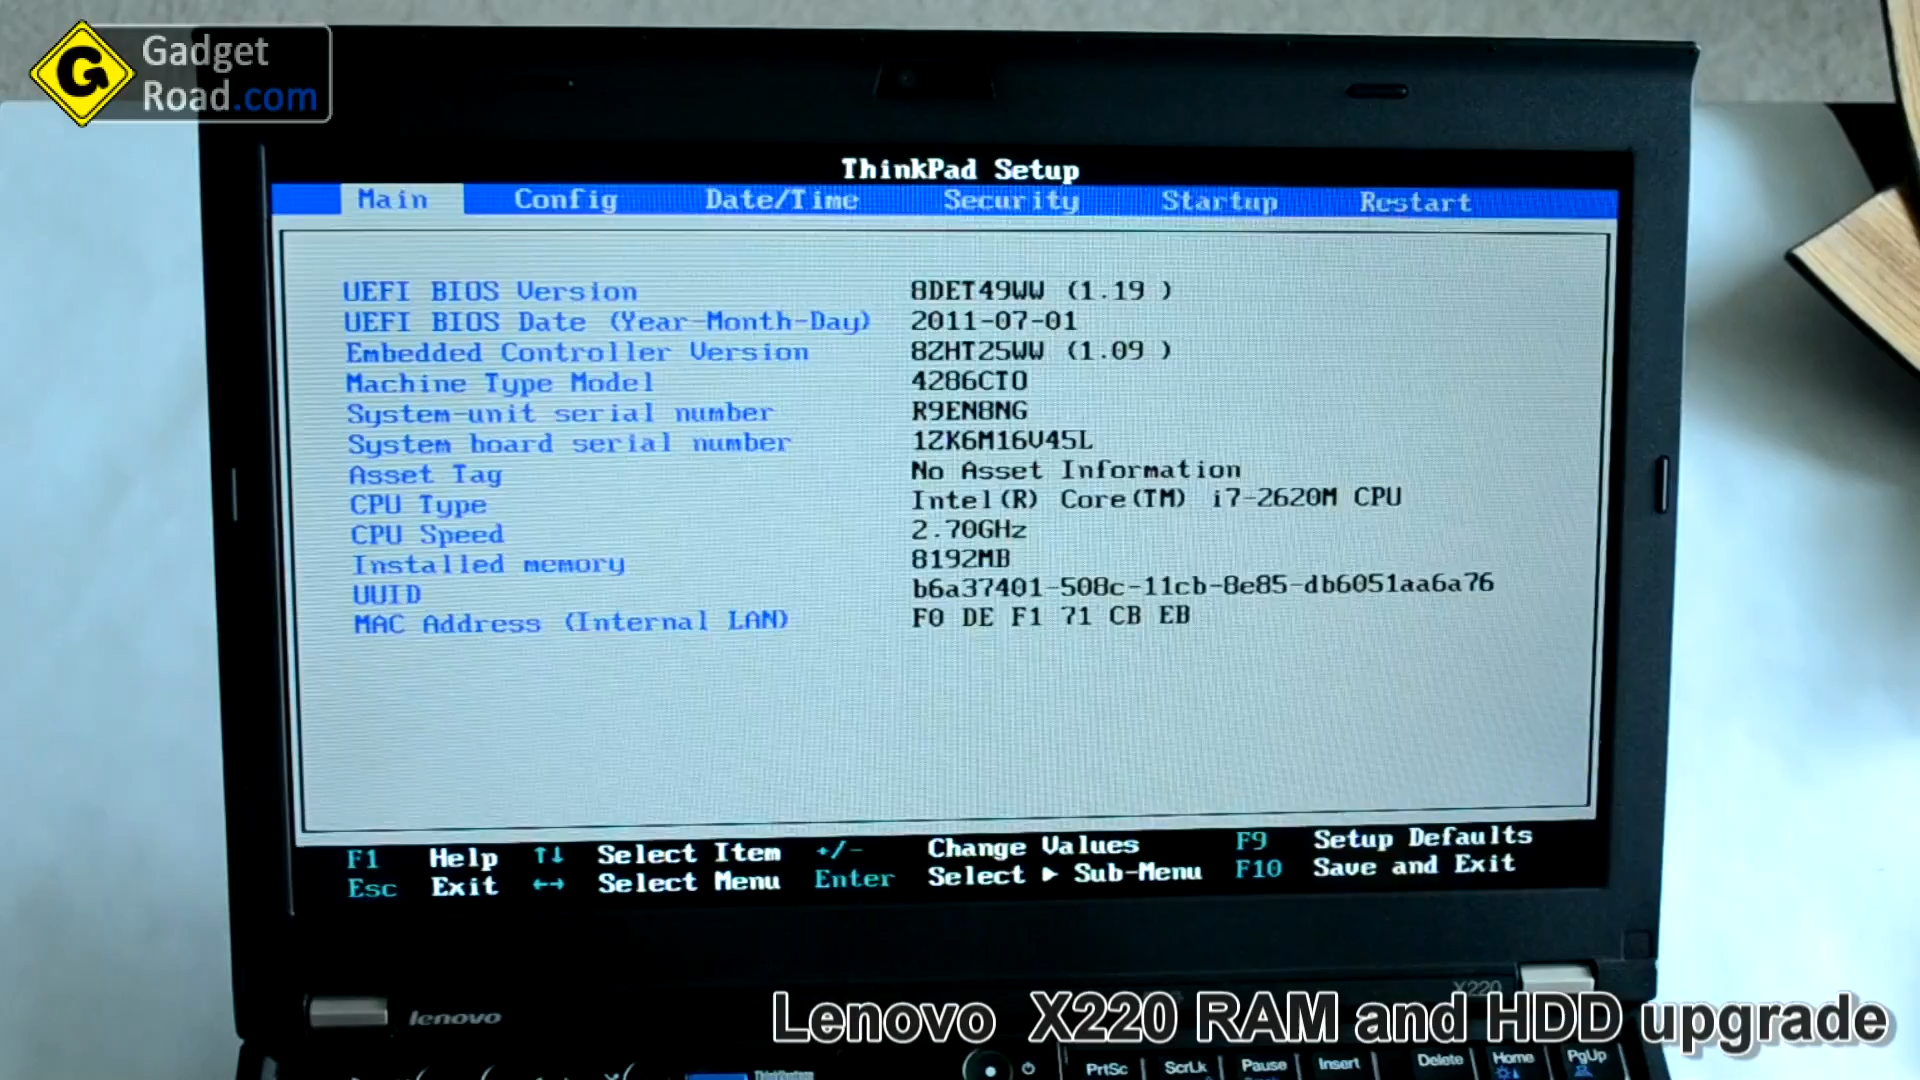 Gadget
Road.com
ThinkPad Setup
Main Config Date/Time Security Startup Restart
UEFI BIOS Version 8DET49WW (1.19 )
UEFI BIOS Date (Year-Month-Day) 2011-07-01
Embedded Controller Version 8ZHT25WW (1.09 )
Machine Type Model 4286CTO
System-unit serial number R9EN8NG
System board serial number 1ZK6M16V45L
Asset Tag No Asset Information
CPU Type Intel(R) Core(TM) i7-2620M CPU
CPU Speed 2.70GHz
Installed memory 8192MB
UUID b6a37401-508c-11cb-8e85-db6051aa6a76
MAC Address (Internal LAN) F0 DE F1 71 CB EB
F1 Help ↑↓ Select Item +/- Change Values F9 Setup Defaults
Esc Exit ←→ Select Menu Enter Select ▶ Sub-Menu F10 Save and Exit
X220
lenovo
Lenovo X220 RAM and HDD upgrade
PrtSc ScrLk Pause Insert Delete Home PgUp